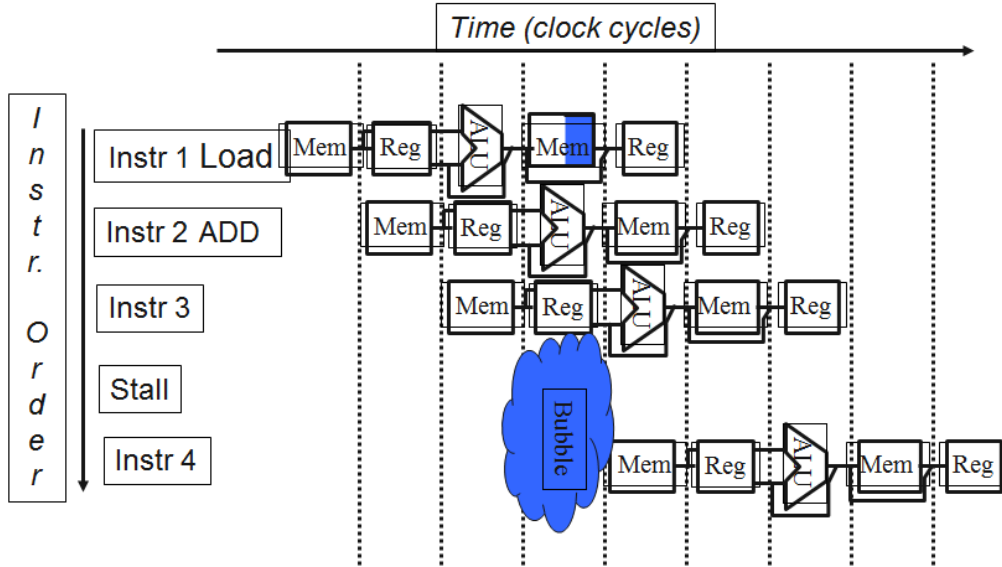 Time (clock cycles)
Instr. Order
Instr 1 Load
Mem
Reg
ALU
Mem
Reg
Instr 2 ADD
Mem
Reg
ALU
Mem
Reg
Instr 3
Mem
Reg
ALU
Mem
Reg
Stall
Bubble
Instr 4
Mem
Reg
ALU
Mem
Reg